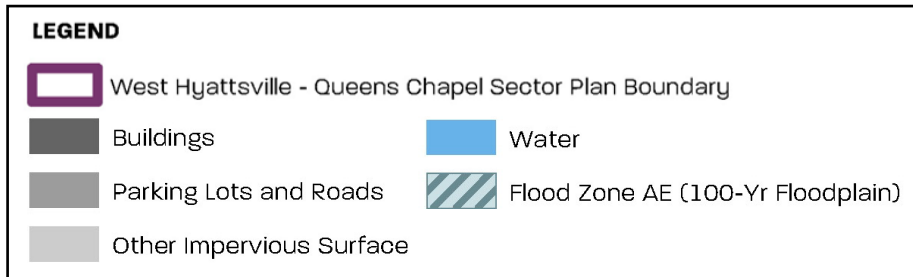 LEGEND
West Hyattsville - Queens Chapel Sector Plan Boundary
Buildings
Water
Parking Lots and Roads
Flood Zone AE (100-Yr Floodplain)
Other Impervious Surface